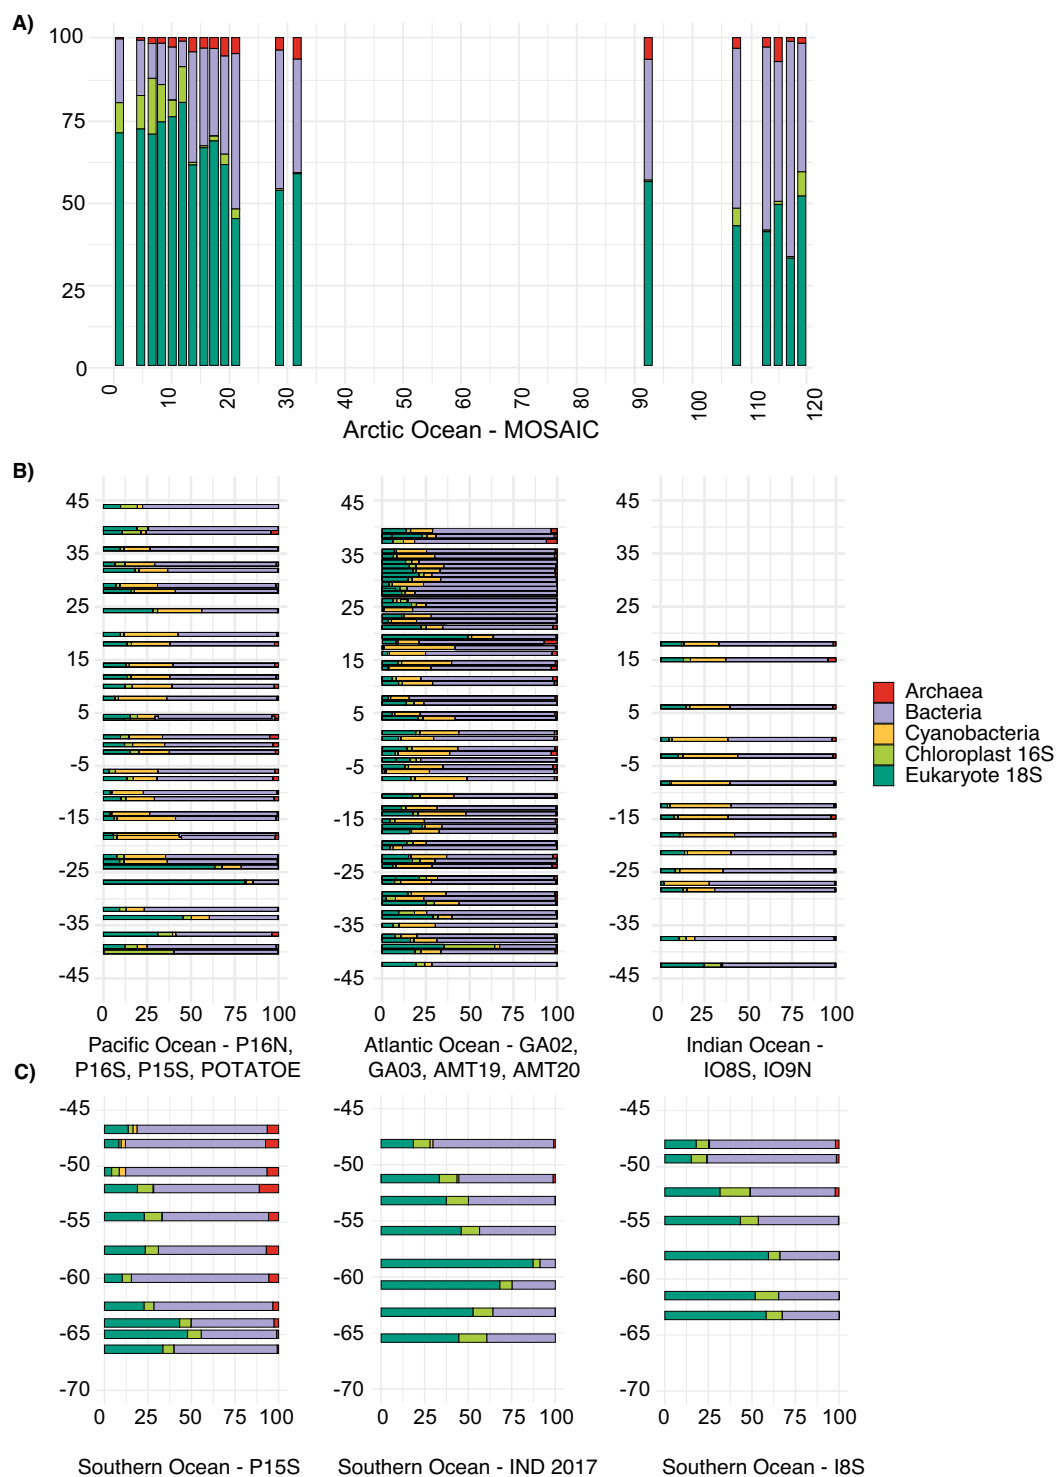 A)
100
75
50
25
0
0 10 20 30 40 50 60 70 80 90 100 110 120
Arctic Ocean - MOSAIC
B)
45 45 45
35 35 35
25 25 25
15 15 15
5 5 5
-5 -5 -5
-15 -15 -15
-25 -25 -25
-35 -35 -35
-45 -45 -45
0 25 50 75 100 0 25 50 75 100 0 25 50 75 100
Archaea
Bacteria
Cyanobacteria
Chloroplast 16S
Eukaryote 18S
Pacific Ocean - P16N,
P16S, P15S, POTATOE
Atlantic Ocean - GA02,
GA03, AMT19, AMT20
Indian Ocean -
IO8S, IO9N
C)
-45 -45 -45
-50 -50 -50
-55 -55 -55
-60 -60 -60
-65 -65 -65
-70 -70 -70
0 25 50 75 100 0 25 50 75 100 0 25 50 75 100
Southern Ocean - P15S
Southern Ocean - IND 2017
Southern Ocean - I8S